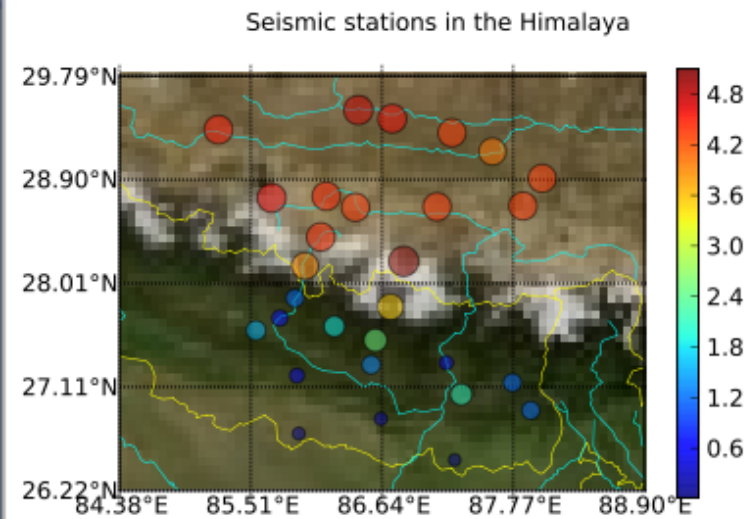 Seismic stations in the Himalaya
29.79°N
28.90°N
28.01°N
27.11°N
26.22°N
84.38°E 85.51°E 86.64°E 87.77°E 88.90°E
4.8
4.2
3.6
3.0
2.4
1.8
1.2
0.6